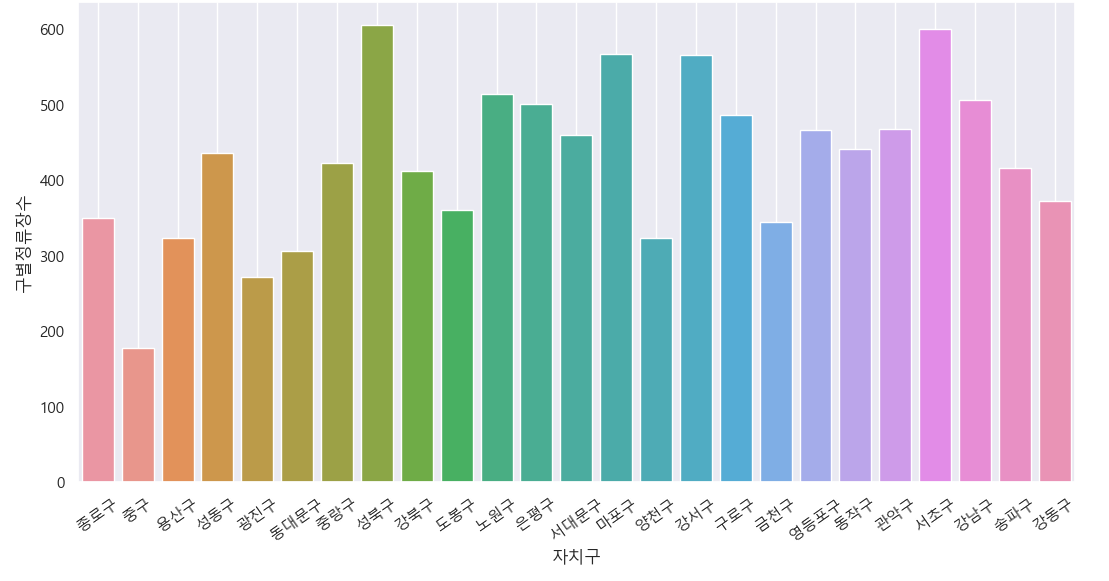 600
500
400
300
200
100
0
구별정류장수
종로구
중구
용산구
성동구
광진구
동대문구
중랑구
성북구
강북구
도봉구
노원구
은평구
서대문구
마포구
양천구
강서구
구로구
금천구
영등포구
동작구
관악구
서초구
강남구
송파구
강동구
자치구